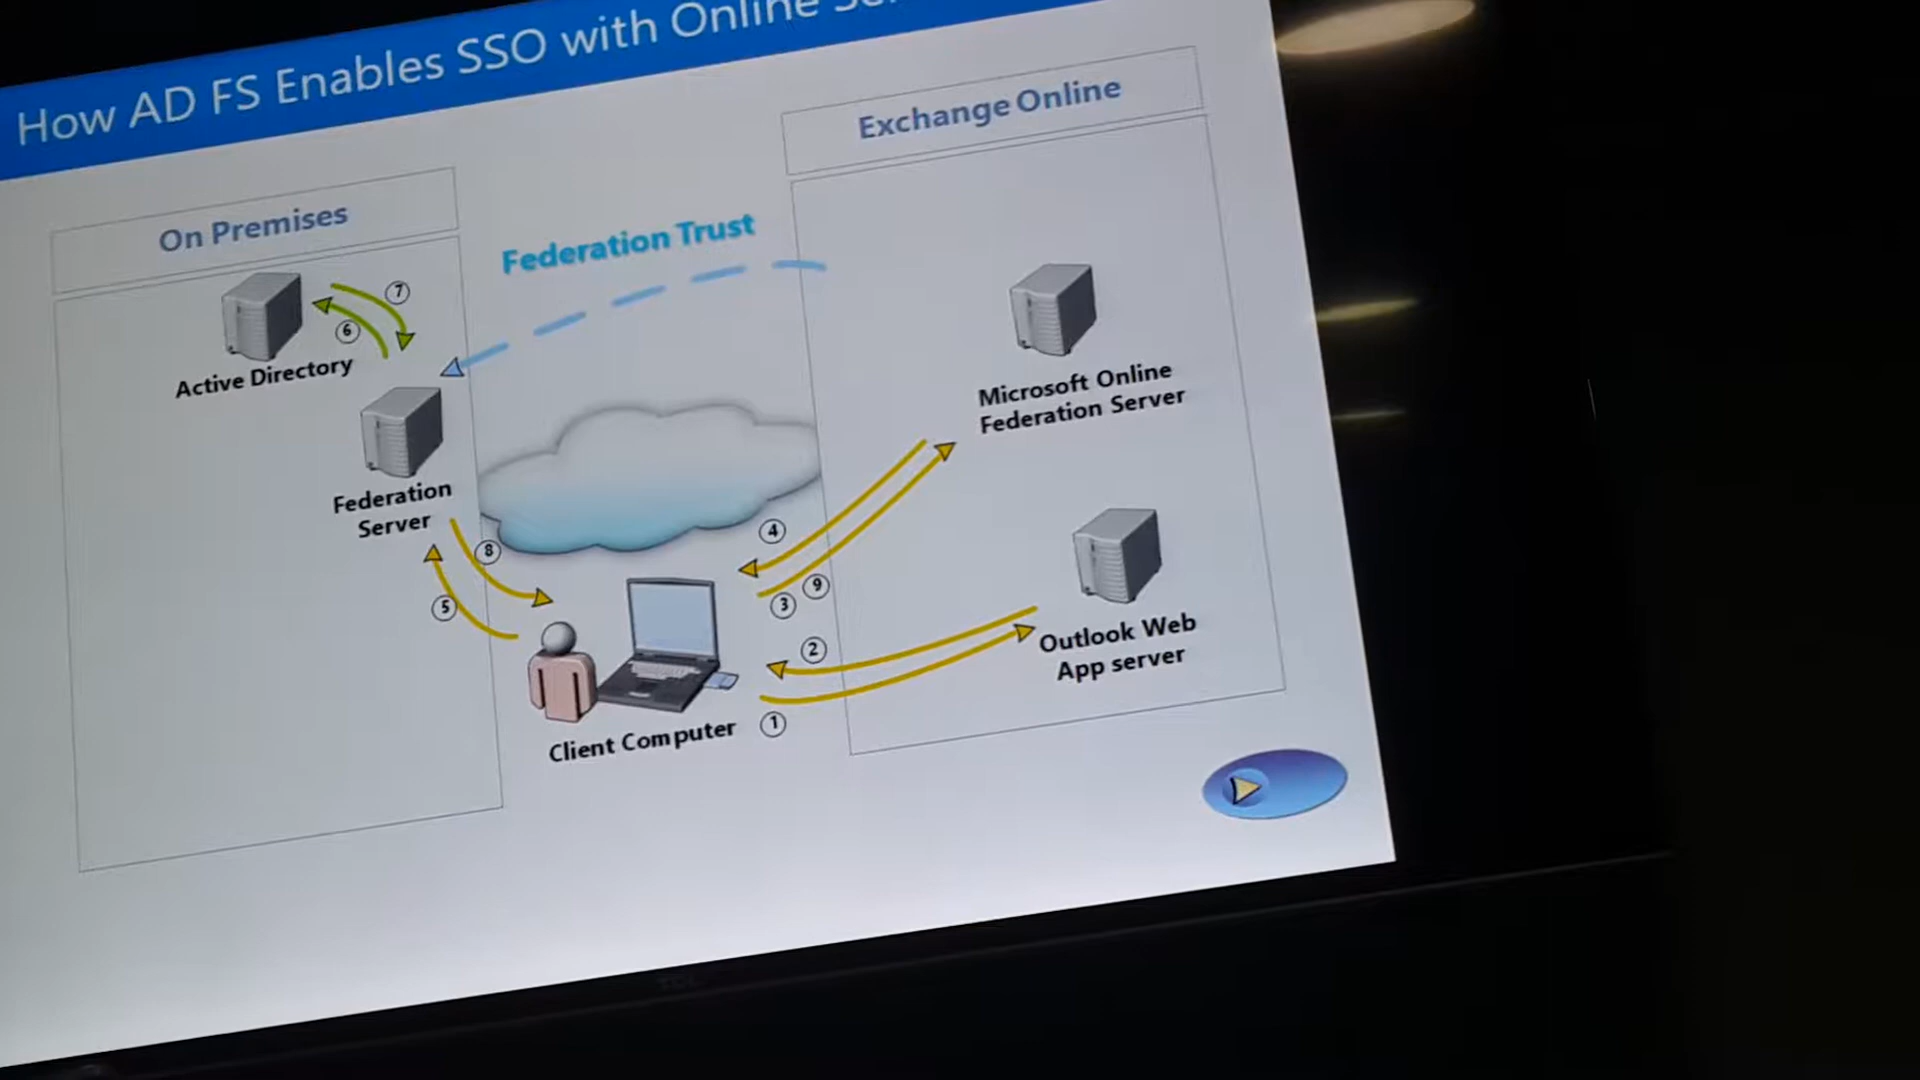 How AD FS Enables SSO with Online
On Premises
Exchange Online
Federation Trust
7
6
Active Directory
Microsoft Online
Federation Server
Federation
Server
4
8
9
3
5
2
Outlook Web
App server
1
Client Computer
TCL